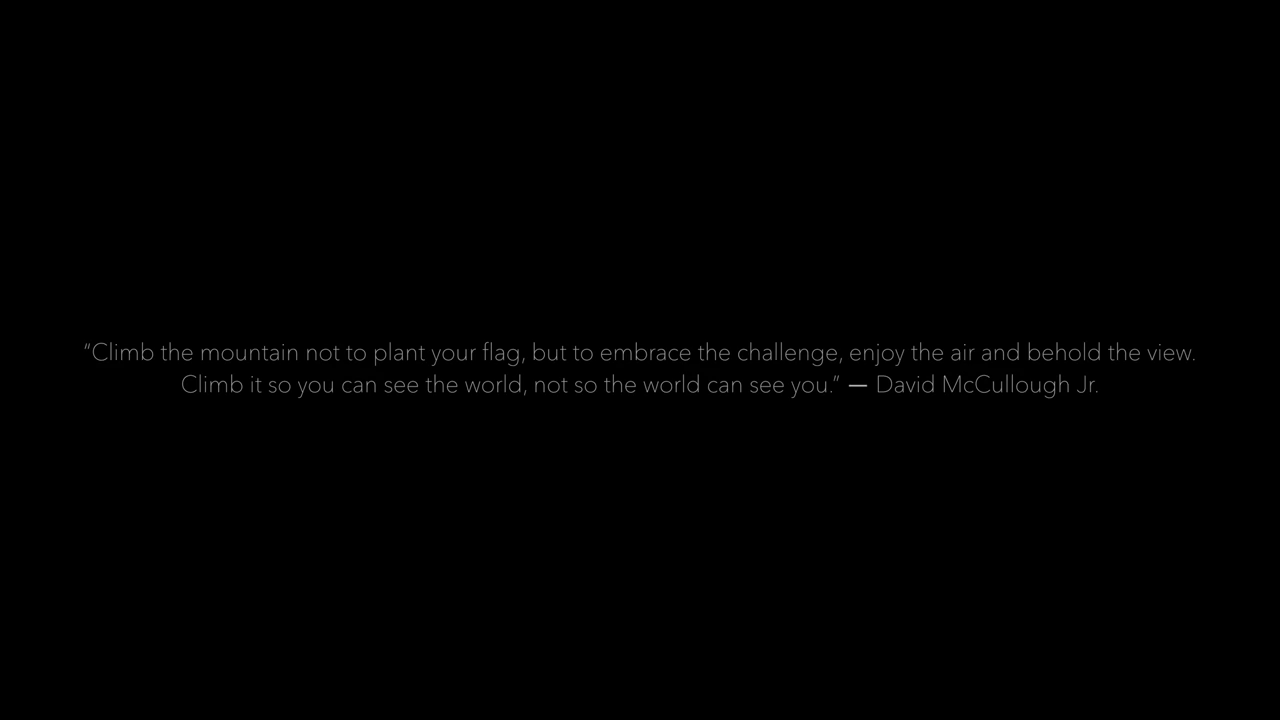 “Climb the mountain not to plant your flag, but to embrace the challenge, enjoy the air and behold the view.
Climb it so you can see the world, not so the world can see you.” — David McCullough Jr.